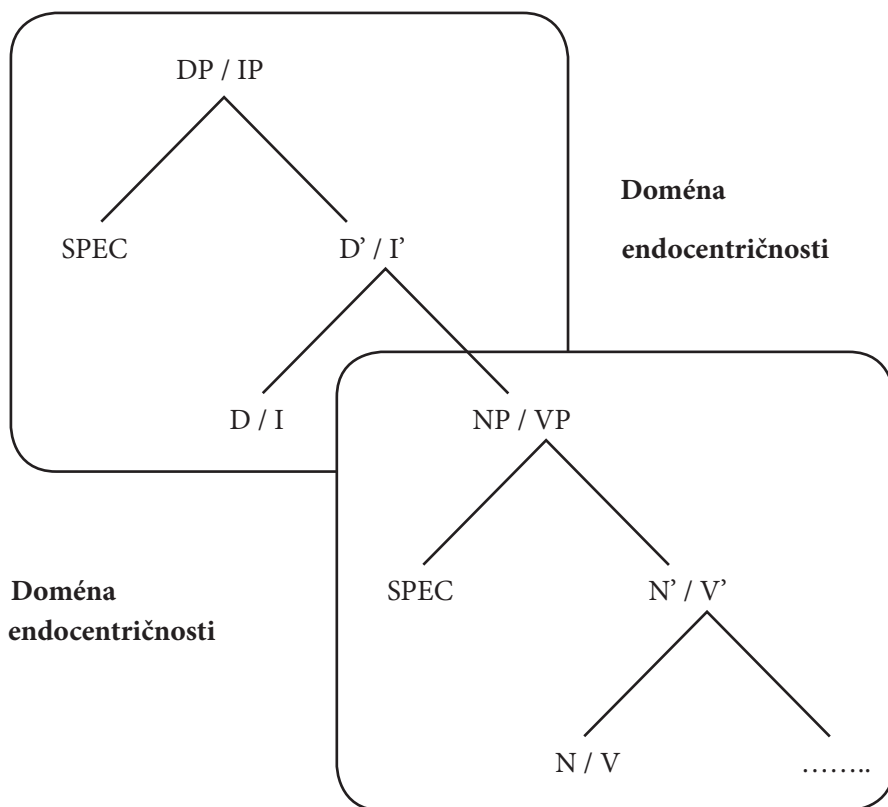 DP / IP
Doména
endocentričnosti
SPEC
D’ / I’
D / I
NP / VP
Doména
endocentričnosti
SPEC
N’ / V’
N / V
……..